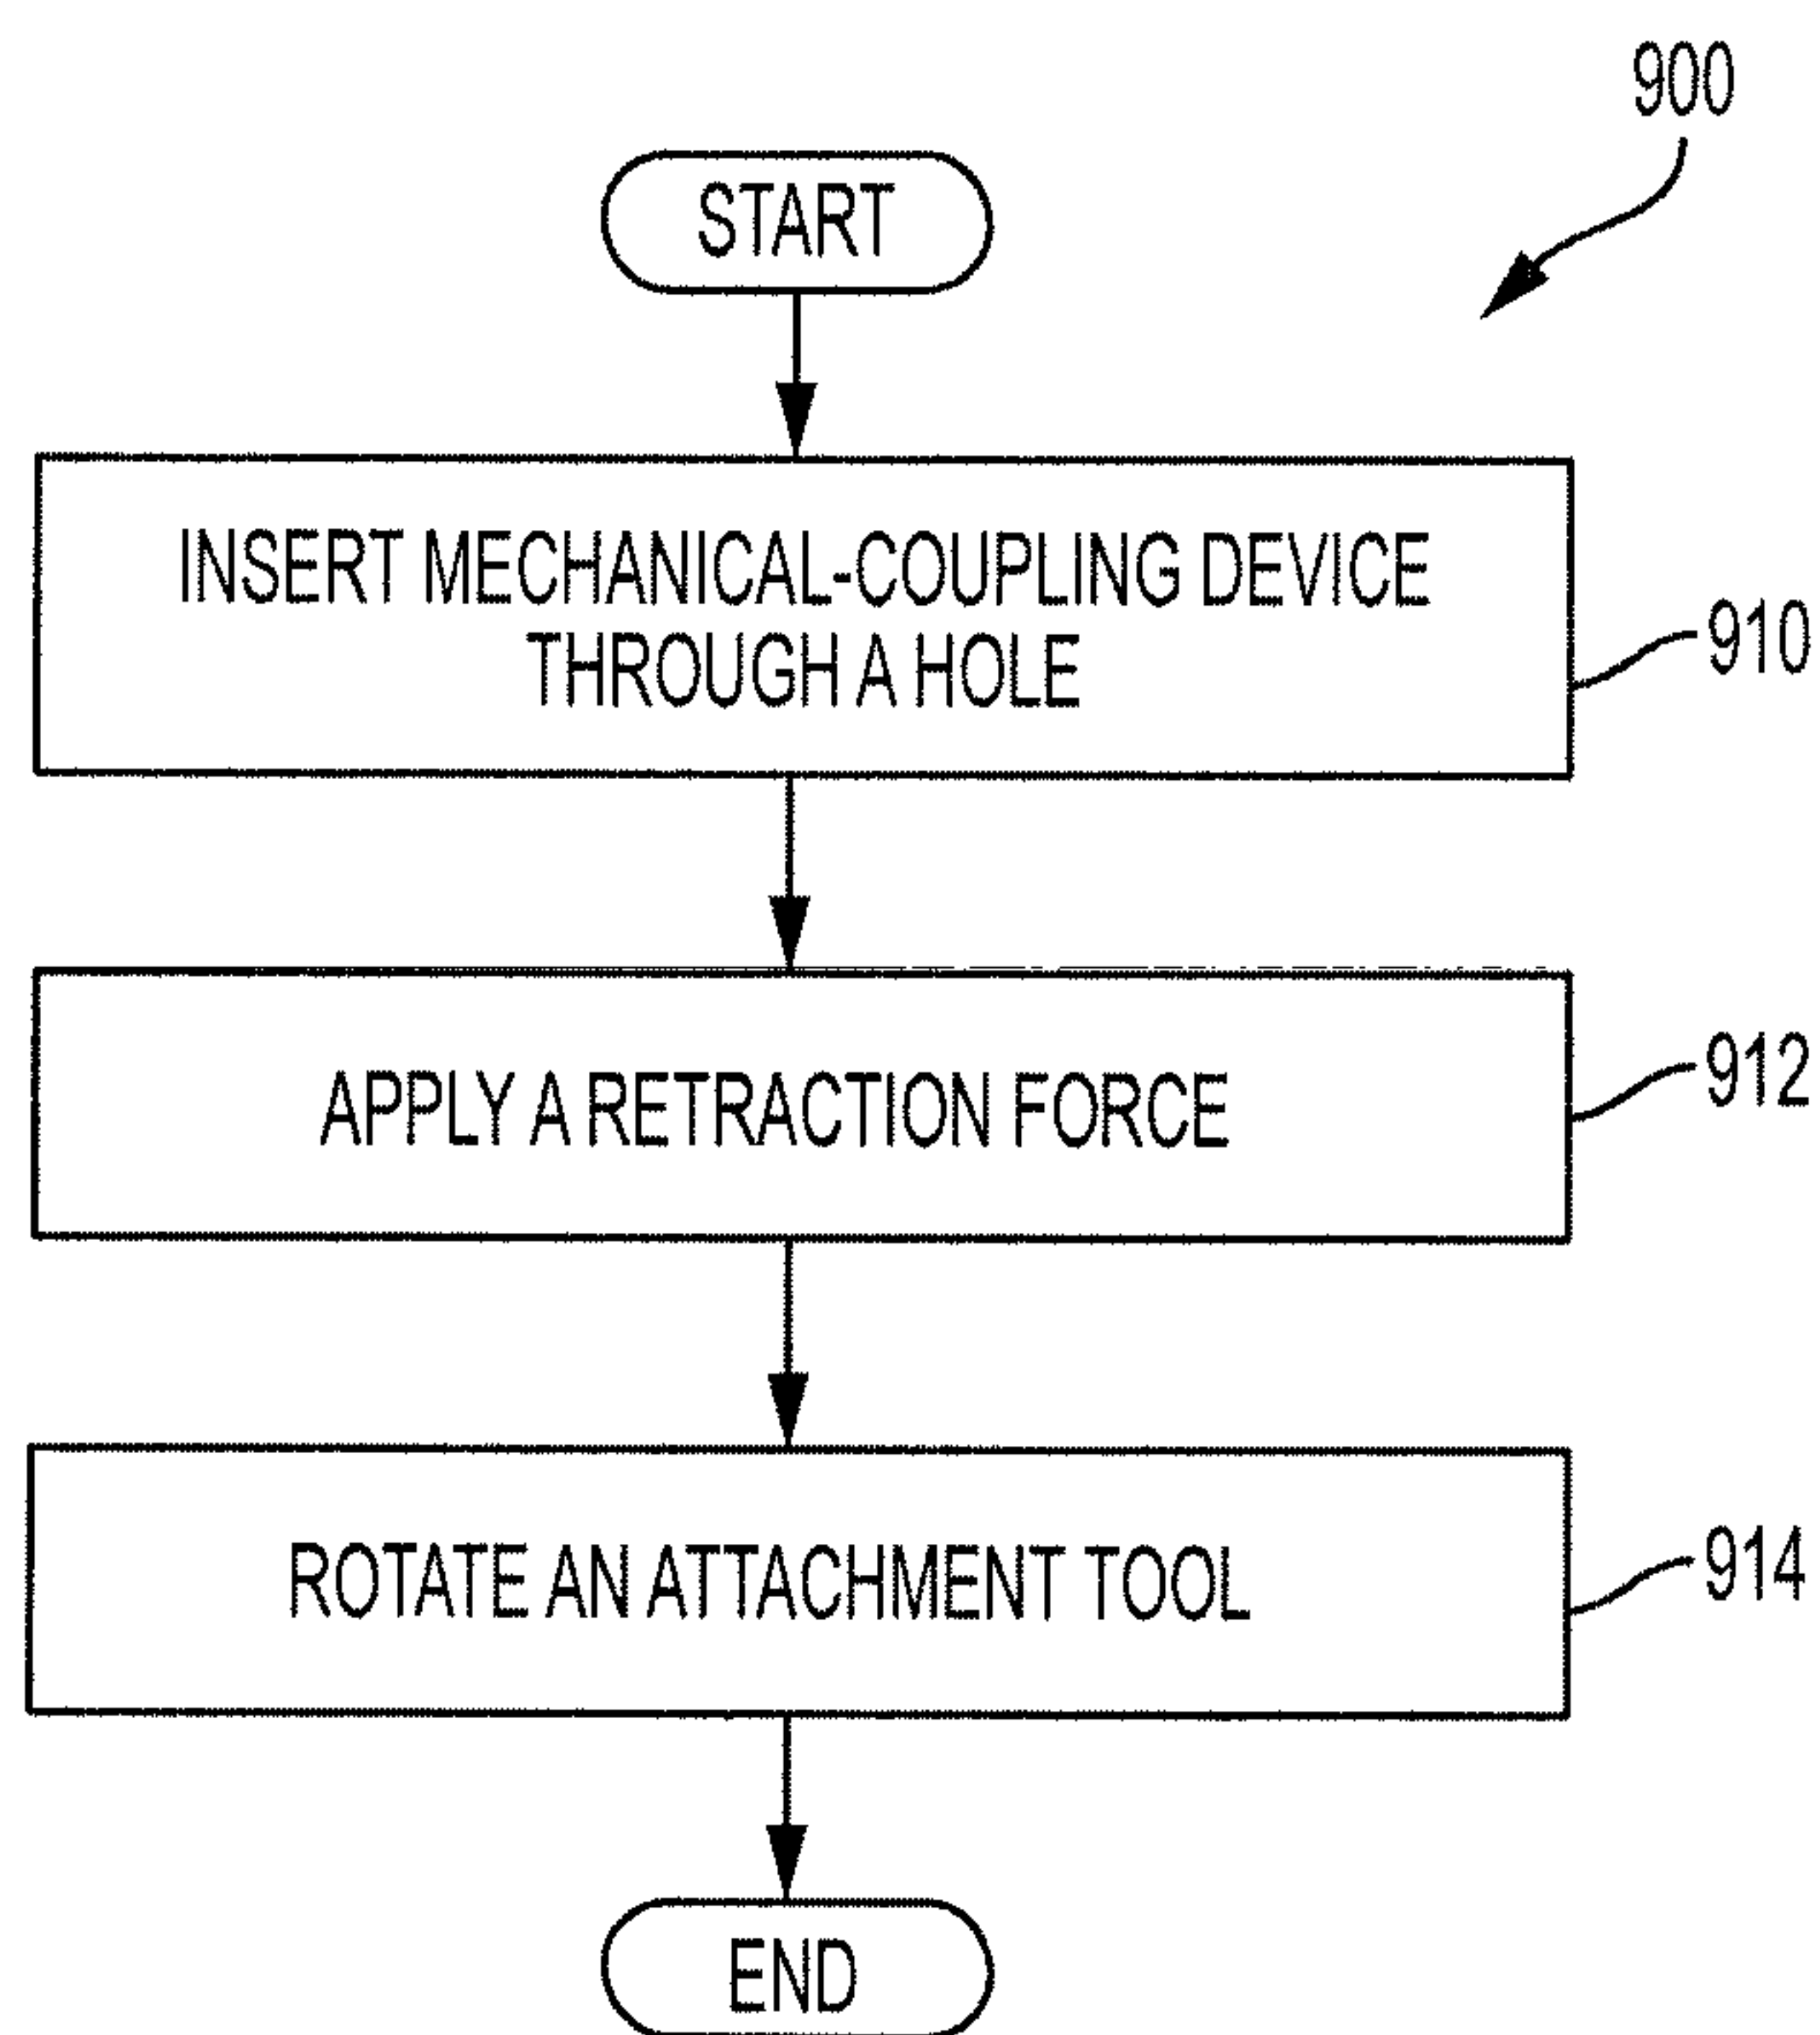 900
START
INSERT MECHANICAL-COUPLING DEVICE
THROUGH A HOLE
910
APPLY A RETRACTION FORCE
912
ROTATE AN ATTACHMENT TOOL
914
END